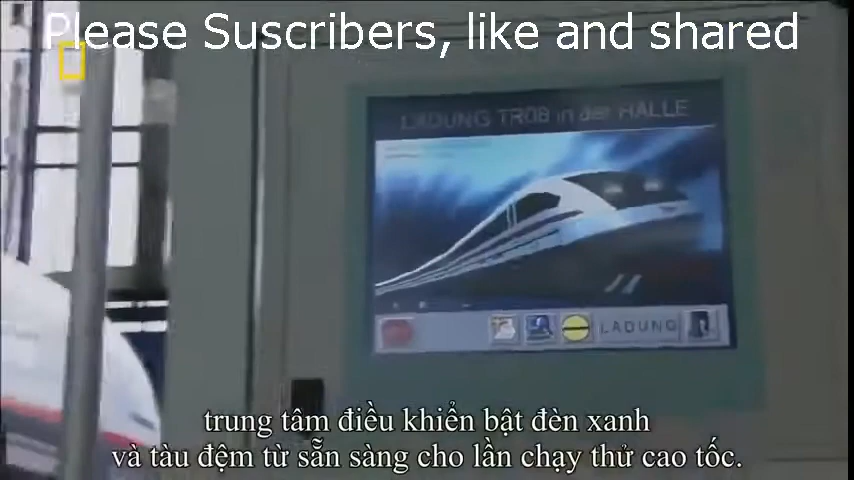 Please Suscribers, like and shared
LADUNG TR08 in der HALLE
LADUNG
trung tâm điều khiển bật đèn xanh
và tàu đệm từ sẵn sàng cho lần chạy thử cao tốc.